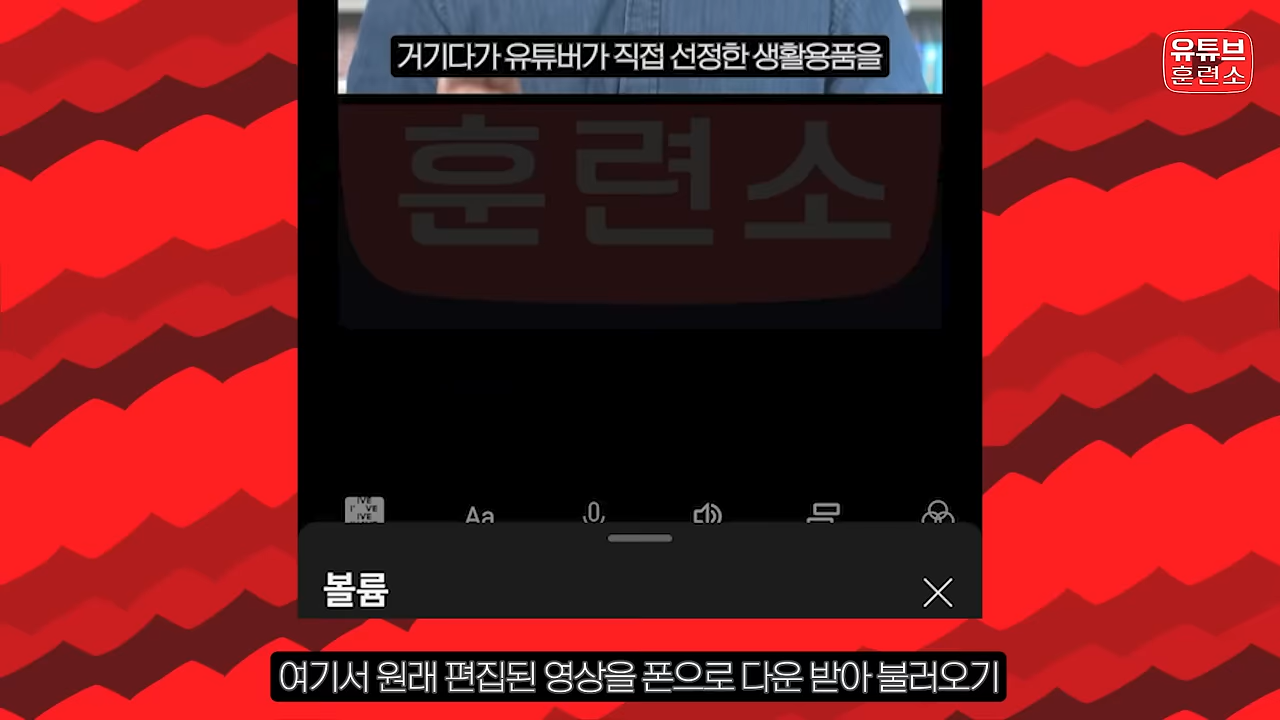 거기다가 유튜버가 직접 선정한 생활용품을
유튜브
훈련소
훈련소
Aa
볼륨
여기서 원래 편집된 영상을 폰으로 다운 받아 불러오기